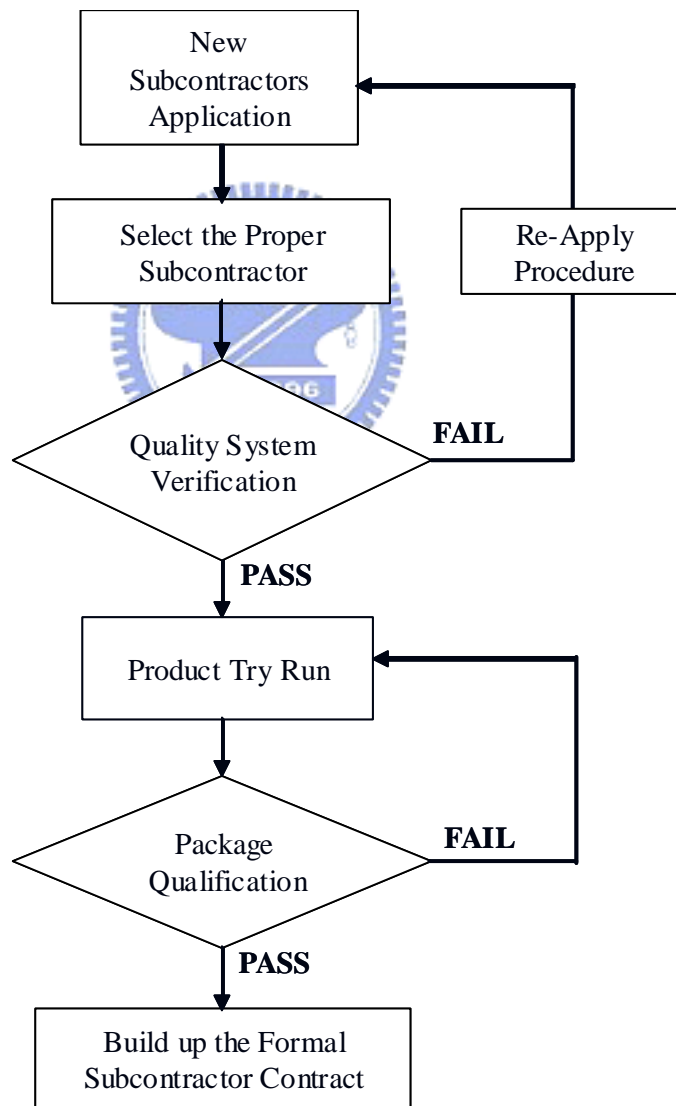 New
Subcontractors
Application
Select the Proper
Subcontractor
Re-Apply
Procedure
96
Quality System
Verification
FAIL
PASS
Product Try Run
Package
Qualification
FAIL
PASS
Build up the Formal
Subcontractor Contract